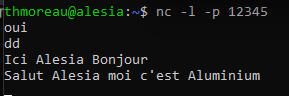 thmoreau@alesia:~$ nc -l -p 12345
oui
dd
Ici Alesia Bonjour
Salut Alesia moi c'est Aluminium